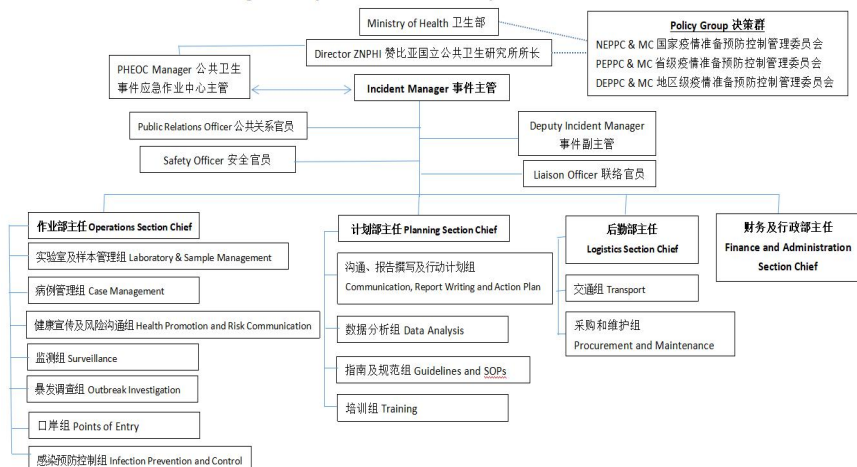 Ministry of Health 卫生部
Director ZNPHI 赞比亚国立公共卫生研究所所长
Policy Group 决策群
NEPPC & MC 国家疫情准备预防控制管理委员会
PEPPC & MC 省级疫情准备预防控制管理委员会
DEPPC & MC 地区级疫情准备预防控制管理委员会
PHEOC Manager 公共卫生
事件应急作业中心主管
Incident Manager 事件主管
Public Relations Officer 公共关系官员
Deputy Incident Manager
事件副主管
Safety Officer 安全官员
Liaison Officer 联络官员
作业部主任 Operations Section Chief
实验室及样本管理组 Laboratory & Sample Management
病例管理组 Case Management
健康宣传及风险沟通组 Health Promotion and Risk Communication
监测组 Surveillance
暴发调查组 Outbreak Investigation
口岸组 Points of Entry
感染预防控制组 Infection Prevention and Control
计划部主任 Planning Section Chief
沟通、报告撰写及行动计划组
Communication, Report Writing and Action Plan
数据分析组 Data Analysis
指南及规范组 Guidelines and SOPs
培训组 Training
后勤部主任
Logistics Section Chief
交通组 Transport
采购和维护组
Procurement and Maintenance
财务及行政部主任
Finance and Administration
Section Chief